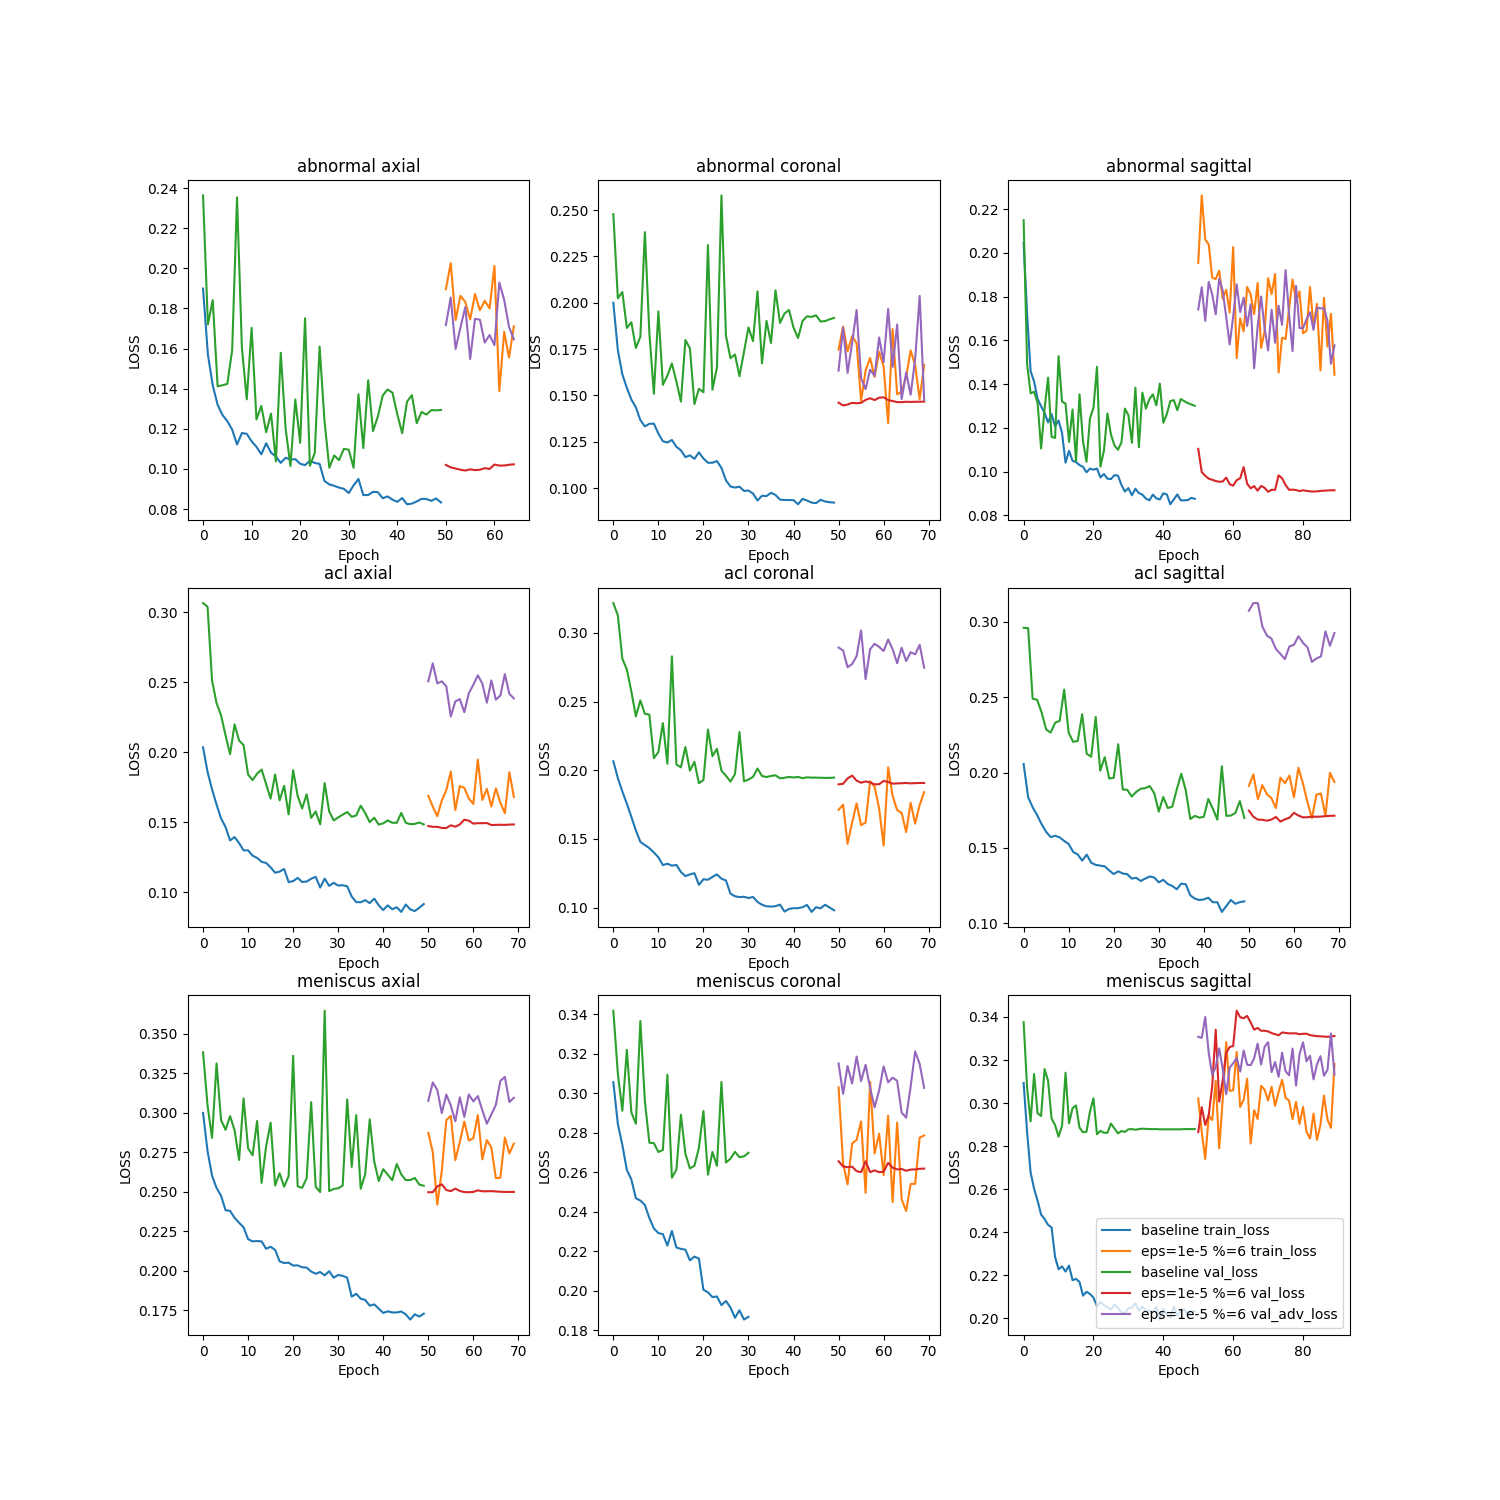 abnormal axial
0.24
0.22
0.20
0.18
0.16
0.14
0.12
0.10
0.08
LOSS
0 10 20 30 40 50 60
Epoch
abnormal coronal
0.250
0.225
0.200
0.175
0.150
0.125
0.100
LOSS
0 10 20 30 40 50 60 70
Epoch
abnormal sagittal
0.22
0.20
0.18
0.16
0.14
0.12
0.10
0.08
LOSS
0 20 40 60 80
Epoch
acl axial
0.30
0.25
0.20
0.15
0.10
LOSS
0 10 20 30 40 50 60 70
Epoch
acl coronal
0.30
0.25
0.20
0.15
0.10
LOSS
0 10 20 30 40 50 60 70
Epoch
acl sagittal
0.30
0.25
0.20
0.15
0.10
LOSS
0 10 20 30 40 50 60 70
Epoch
meniscus axial
0.350
0.325
0.300
0.275
0.250
0.225
0.200
0.175
LOSS
0 10 20 30 40 50 60 70
Epoch
meniscus coronal
0.34
0.32
0.30
0.28
0.26
0.24
0.22
0.20
0.18
LOSS
0 10 20 30 40 50 60 70
Epoch
meniscus sagittal
0.34
0.32
0.30
0.28
0.26
0.24
0.22
0.20
LOSS
0 20 40 60 80
Epoch
baseline train_loss
eps=1e-5 %=6 train_loss
baseline val_loss
eps=1e-5 %=6 val_loss
eps=1e-5 %=6 val_adv_loss